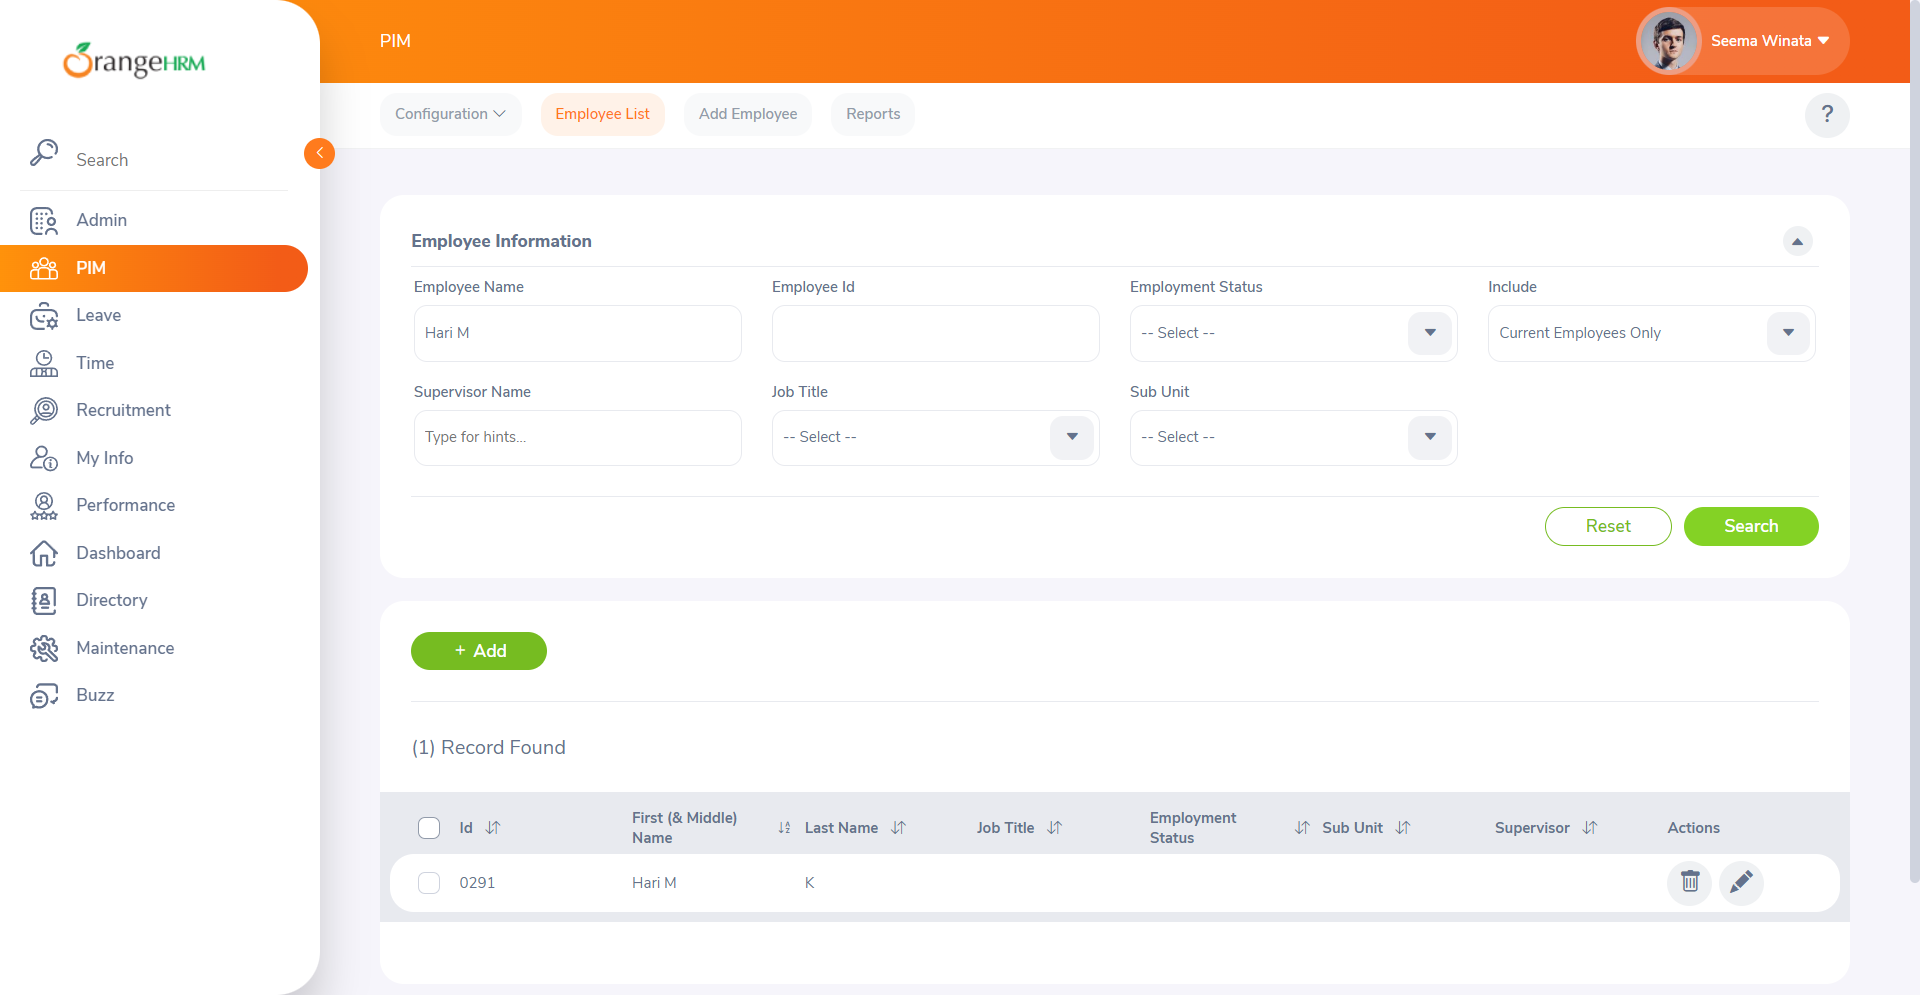 OrangeHRM
PIM
Seema Winata
Configuration
Employee List
Add Employee
Reports
?
Search
Admin
PIM
Leave
Time
Recruitment
My Info
Performance
Dashboard
Directory
Maintenance
Buzz
Employee Information
Employee Name
Employee Id
Employment Status
Include
Hari M
-- Select --
Current Employees Only
Supervisor Name
Job Title
Sub Unit
Type for hints...
-- Select --
-- Select --
Reset
Search
+ Add
(1) Record Found
Id
First (& Middle)
Name
Last Name
Job Title
Employment
Status
Sub Unit
Supervisor
Actions
0291
Hari M
K